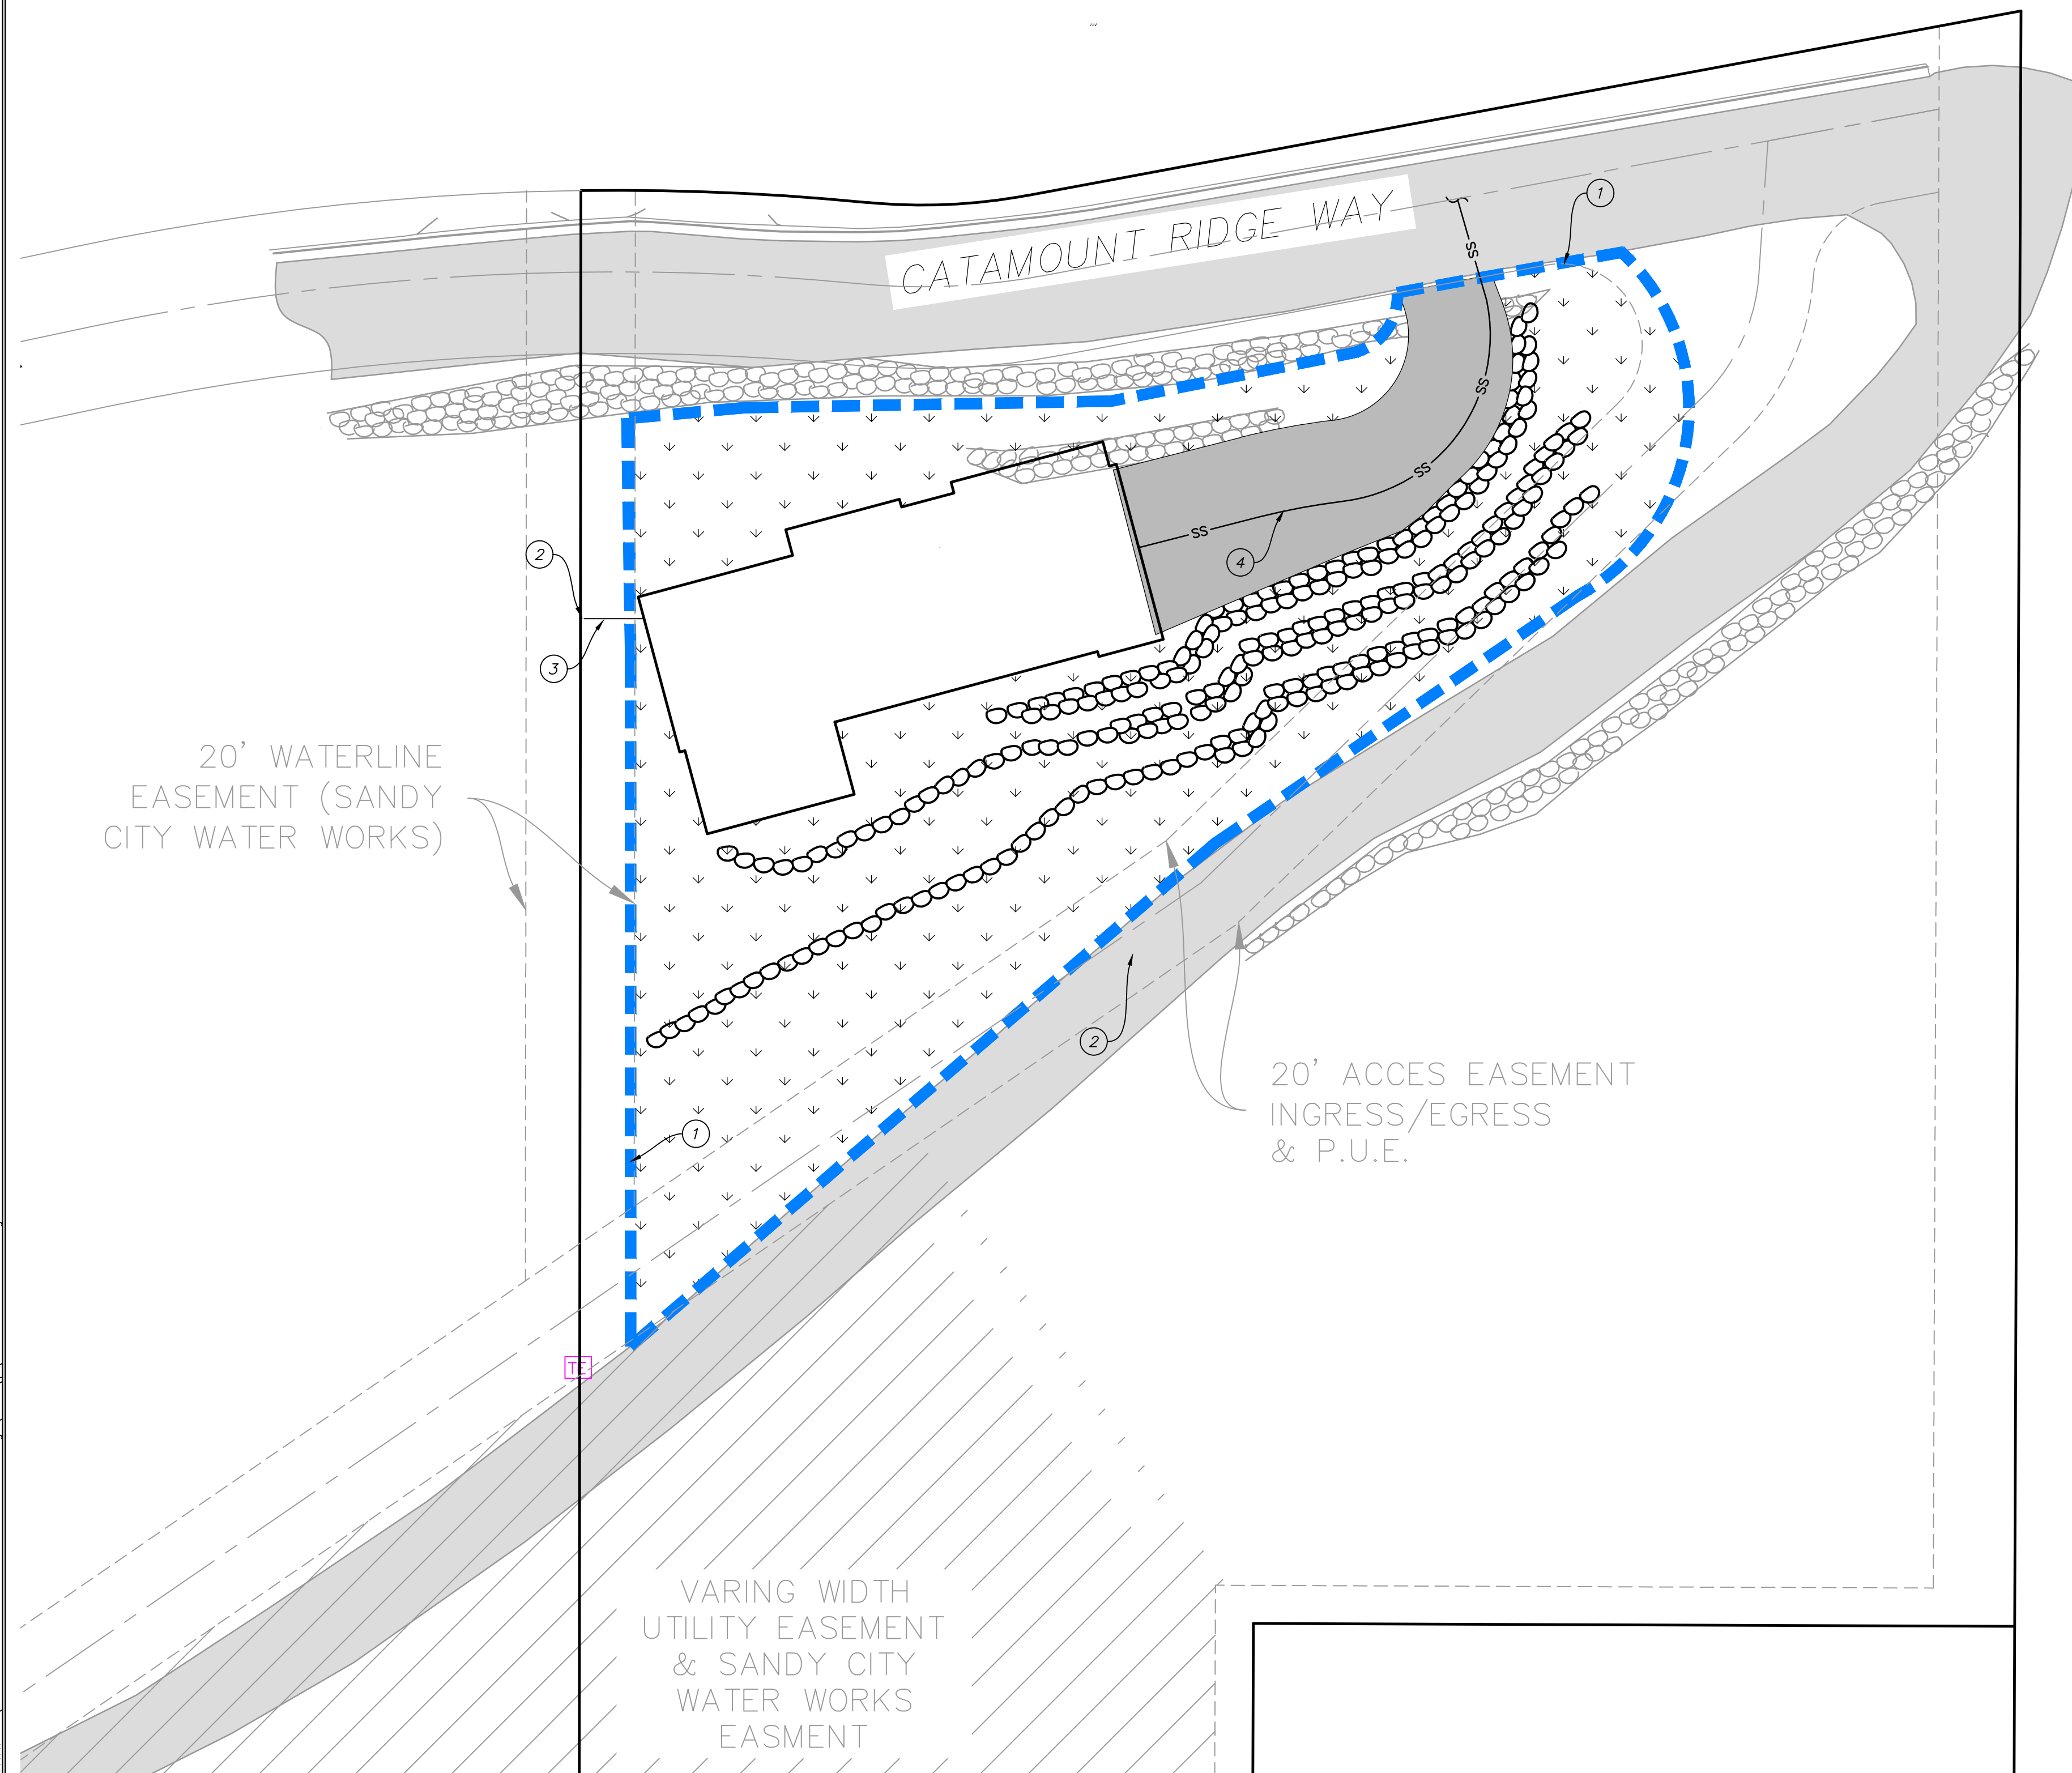 CATAMOUNT RIDGE WAY
1
SS
SS
SS
SS
4
2
3
20' WATERLINE
EASEMENT (SANDY
CITY WATER WORKS)
2
1
20' ACCES EASEMENT
INGRESS/EGRESS
& P.U.E.
TE
VARING WIDTH
UTILITY EASEMENT
& SANDY CITY
WATER WORKS
EASMENT